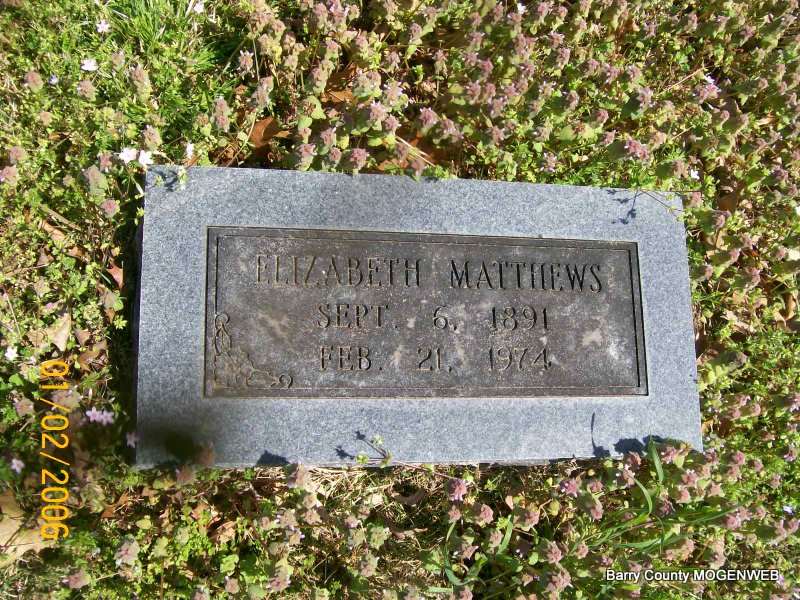 ELIZABETH MATTHEWS
SEPT. 6, 1891
FEB. 21, 1974
01/02/2006
Barry County MOGENWEB